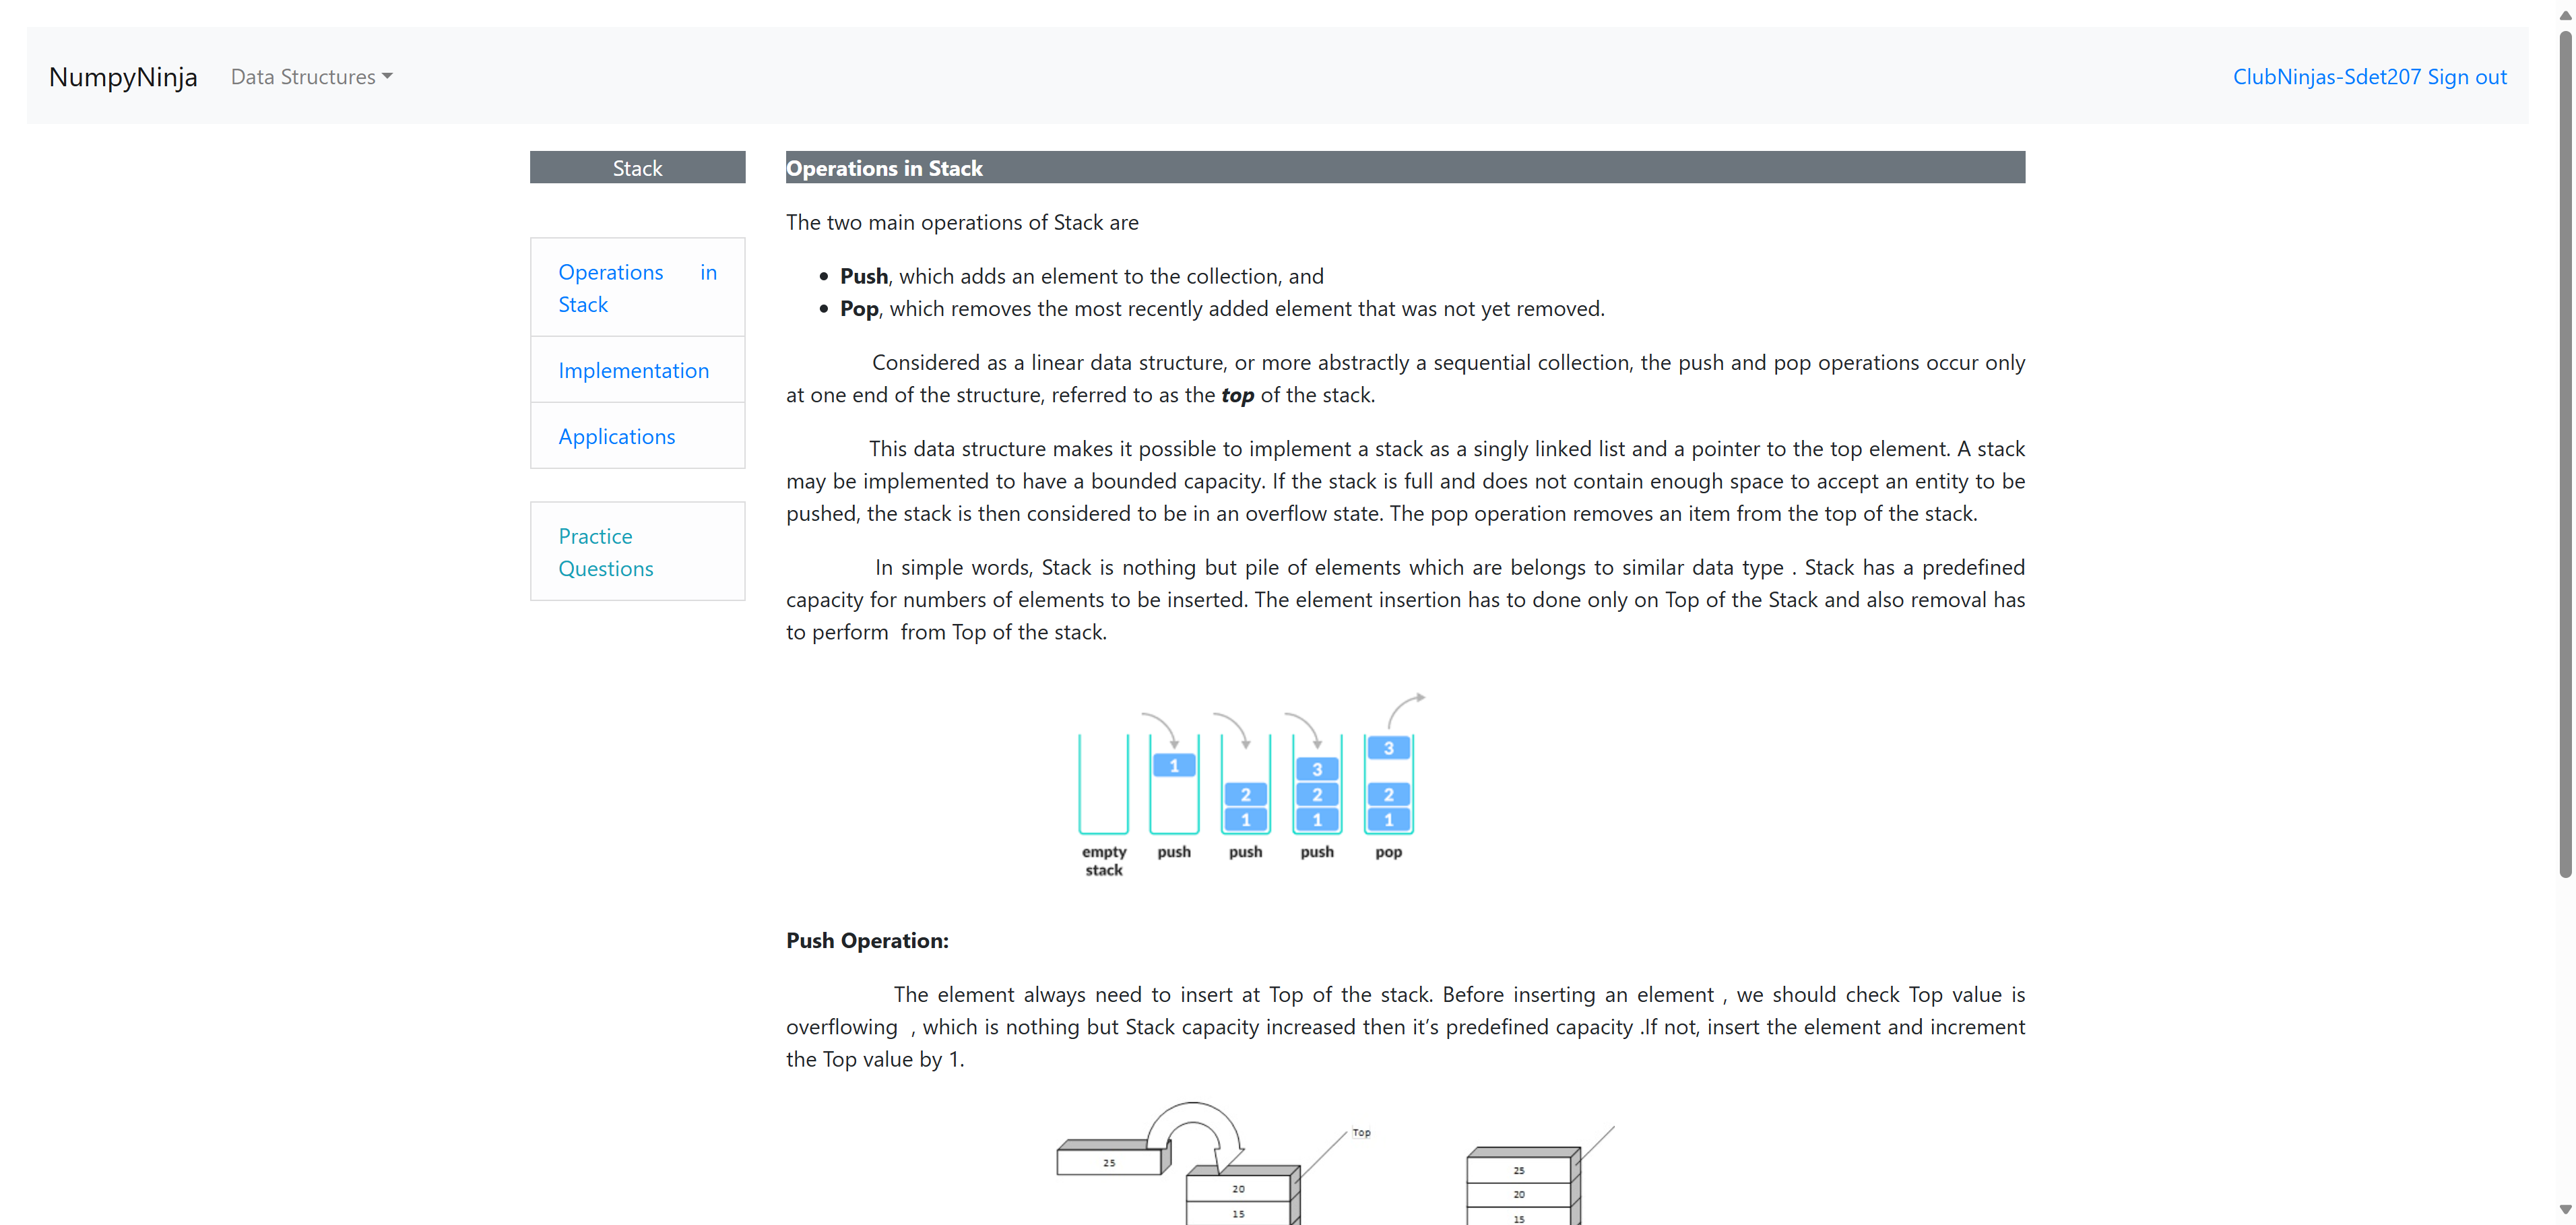 NumpyNinja Data Structures ClubNinjas-Sdet207 Sign out
Stack
Operations in
Stack
Implementation
Applications
Practice
Questions
Operations in Stack
The two main operations of Stack are
• Push, which adds an element to the collection, and
• Pop, which removes the most recently added element that was not yet removed.
Considered as a linear data structure, or more abstractly a sequential collection, the push and pop operations occur only
at one end of the structure, referred to as the top of the stack.
This data structure makes it possible to implement a stack as a singly linked list and a pointer to the top element. A stack
may be implemented to have a bounded capacity. If the stack is full and does not contain enough space to accept an entity to be
pushed, the stack is then considered to be in an overflow state. The pop operation removes an item from the top of the stack.
In simple words, Stack is nothing but pile of elements which are belongs to similar data type . Stack has a predefined
capacity for numbers of elements to be inserted. The element insertion has to done only on Top of the Stack and also removal has
to perform  from Top of the stack.
3
1 3
2 2 2
1 1 1
empty push push push pop
stack
Push Operation:
The element always need to insert at Top of the stack. Before inserting an element , we should check Top value is
overflowing  , which is nothing but Stack capacity increased then it’s predefined capacity .If not, insert the element and increment
the Top value by 1.
Top
25 25
20 20
15 15